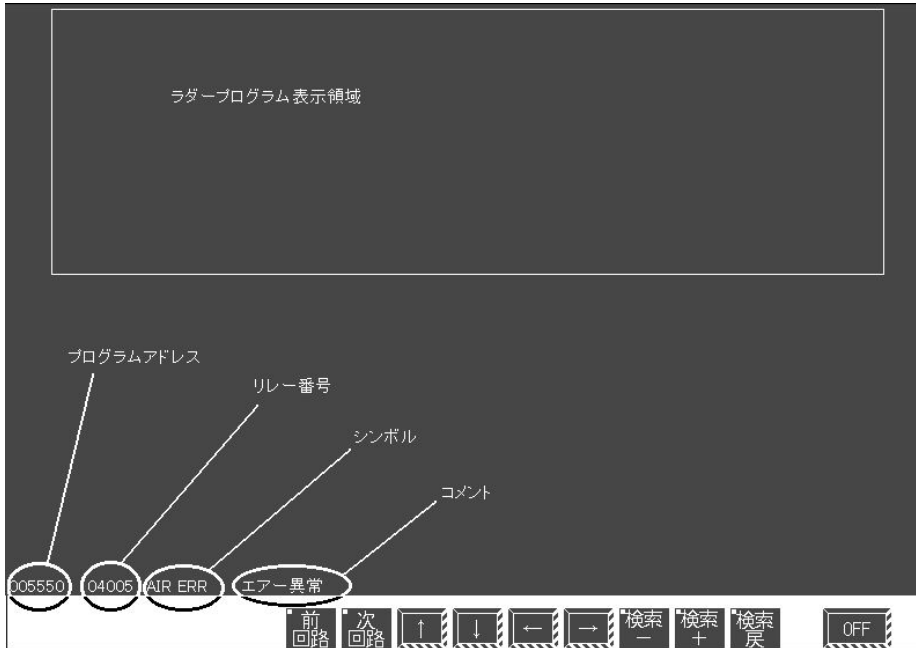 ラダープログラム表示領域
プログラムアドレス
リレー番号
シンボル
コメント
005550 04005 AIR ERR エアー異常
前回路 次回路 ↑ ↓ ← → 検索− 検索+ 検索戻 OFF